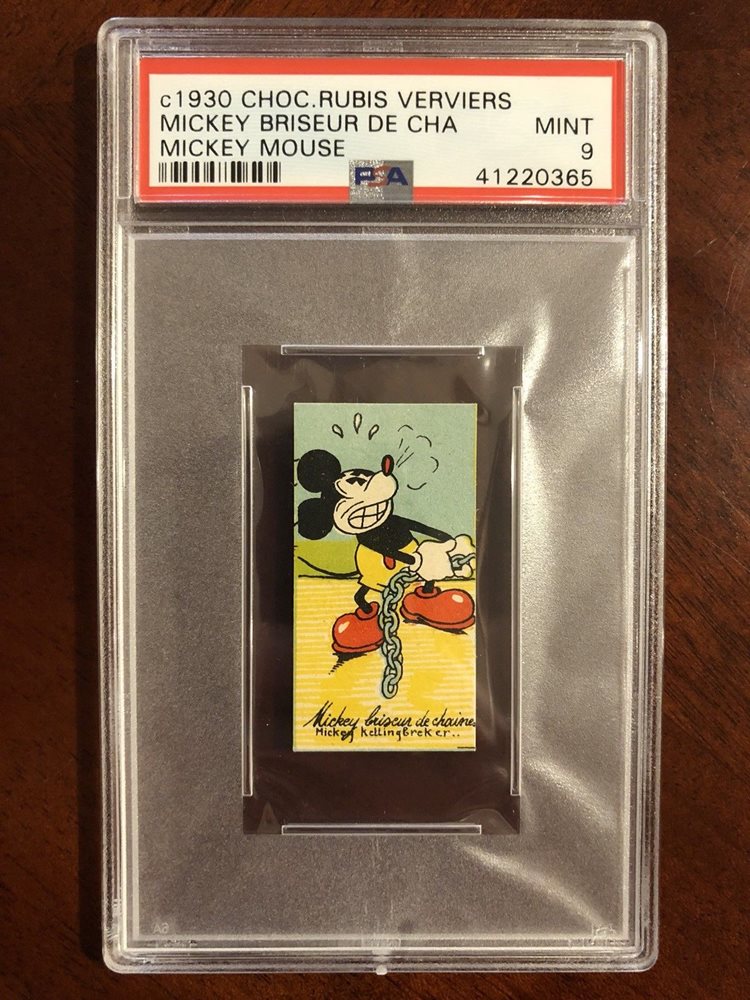 c1930 CHOC.RUBIS VERVIERS
MICKEY BRISEUR DE CHA MINT
MICKEY MOUSE 9
PSA 41220365
Mickey briseur de chaines
Mickey KettingbreKer..